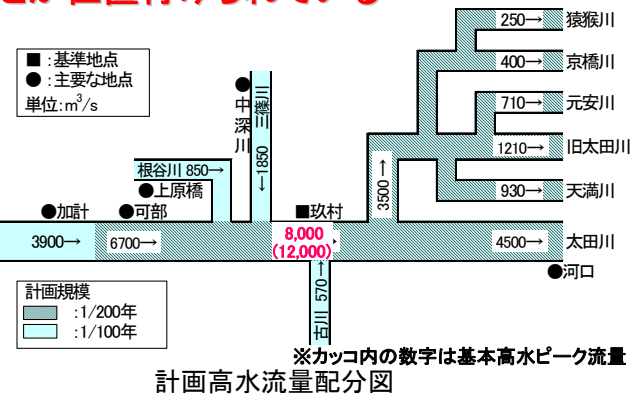 250→ 猿猴川
■:基準地点
●:主要な地点
単位:m³/s
400→ 京橋川
●中深川
三篠川
←1850
710→ 元安川
1210→ 旧太田川
根谷川 850→
●上原橋
3500→
930→ 天満川
●加計
●可部
■玖村
3900→
6700→
8,000
(12,000)
4500→ 太田川
●河口
古川 570→
計画規模
:1/200年
:1/100年
※カッコ内の数字は基本高水ピーク流量
計画高水流量配分図